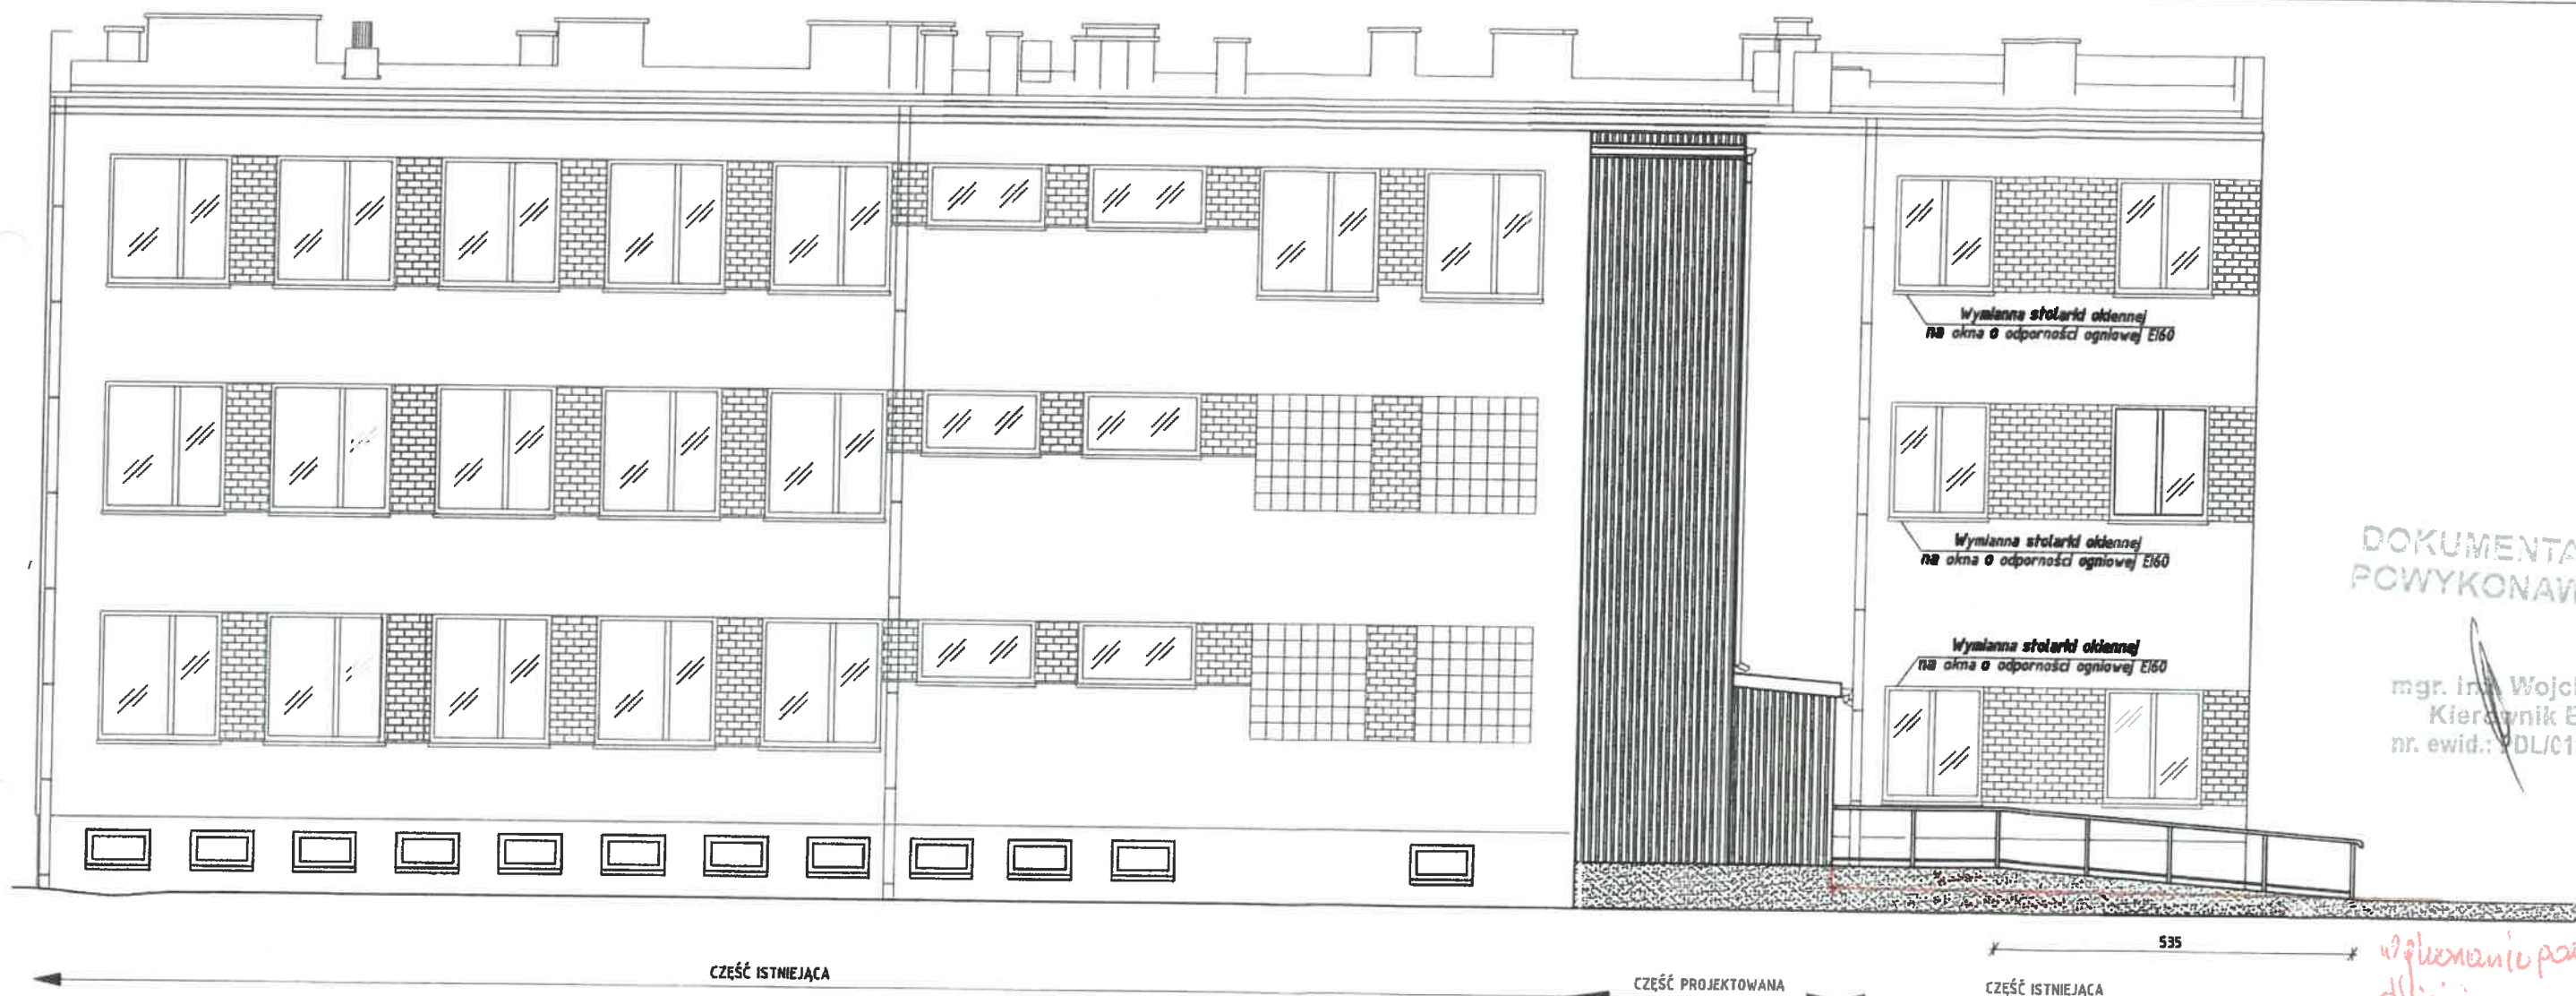 Wymianna stolarki okiennej
na okna o odporności ogniowej EI60
Wymianna stolarki okiennej
na okna o odporności ogniowej EI60
Wymianna stolarki okiennej
na okna o odporności ogniowej EI60
DOKUMENTA
POWYKONAW
mgr. inż. Wojci
Kierownik B
nr. ewid.: PDL/01
535
CZĘŚĆ ISTNIEJĄCA
CZĘŚĆ PROJEKTOWANA
CZĘŚĆ ISTNIEJĄCA